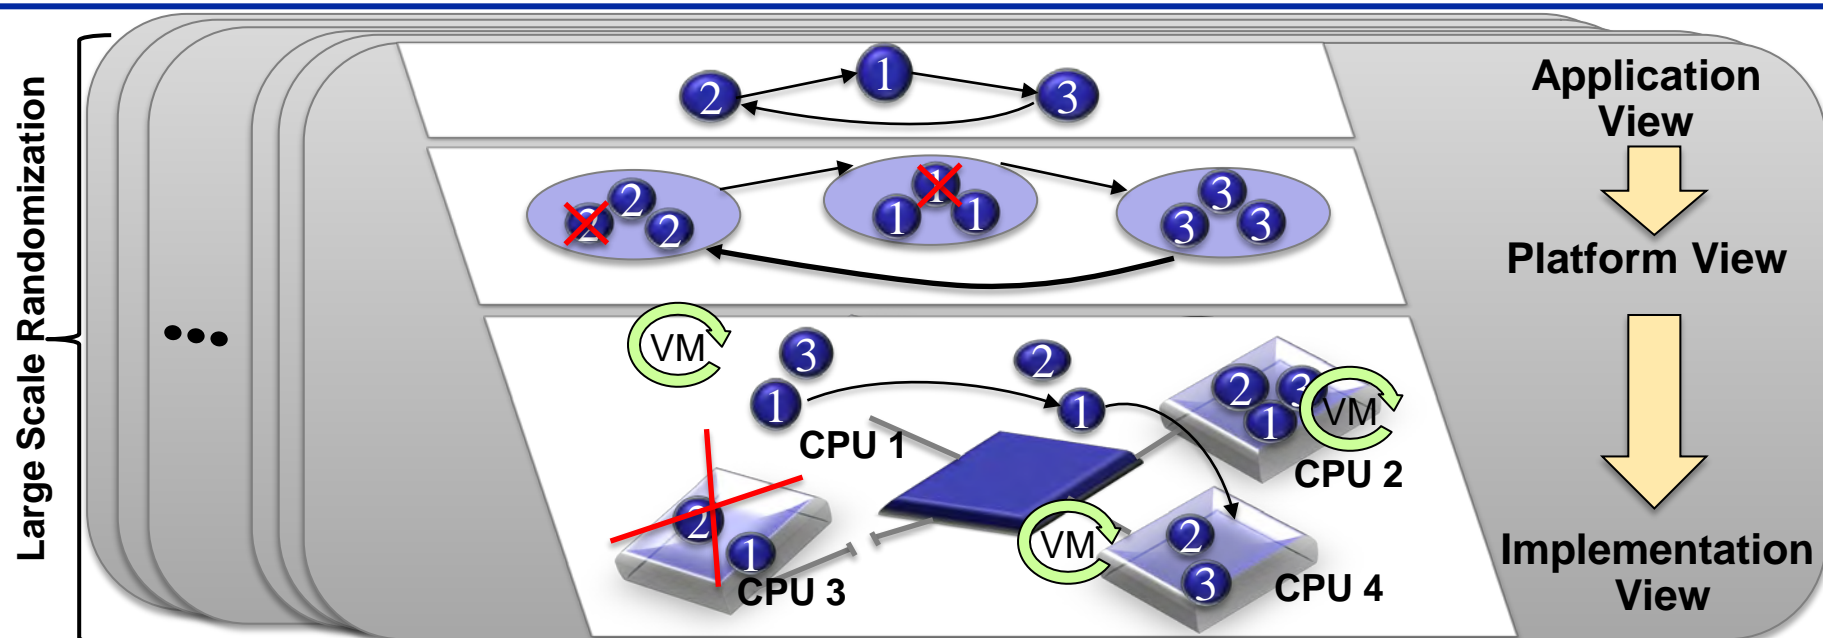 Large Scale Randomization
2
1
3
Application
View
2
2
2
1
1
1
3
3
3
Platform View
VM
3
1
2
1
2
3
1
VM
CPU 1
CPU 2
2
1
CPU 3
VM
2
3
CPU 4
Implementation
View